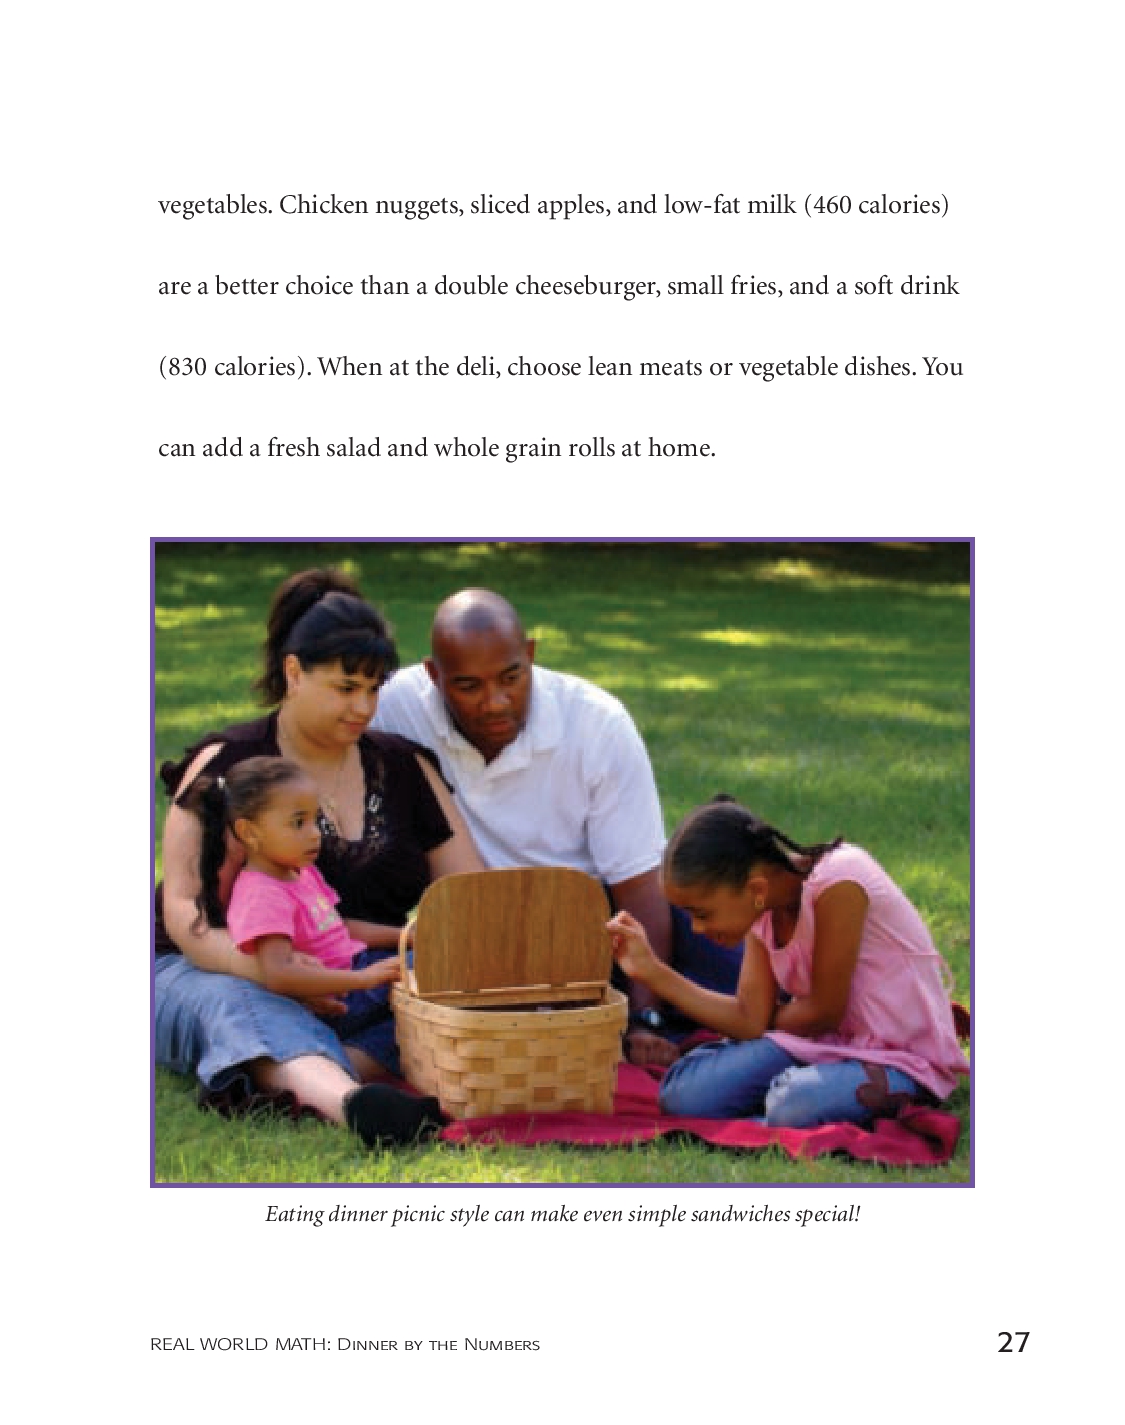 vegetables. Chicken nuggets, sliced apples, and low-fat milk (460 calories)
are a better choice than a double cheeseburger, small fries, and a soft drink
(830 calories). When at the deli, choose lean meats or vegetable dishes. You
can add a fresh salad and whole grain rolls at home.
Eating dinner picnic style can make even simple sandwiches special!
REAL WORLD MATH: Dinner by the Numbers
27